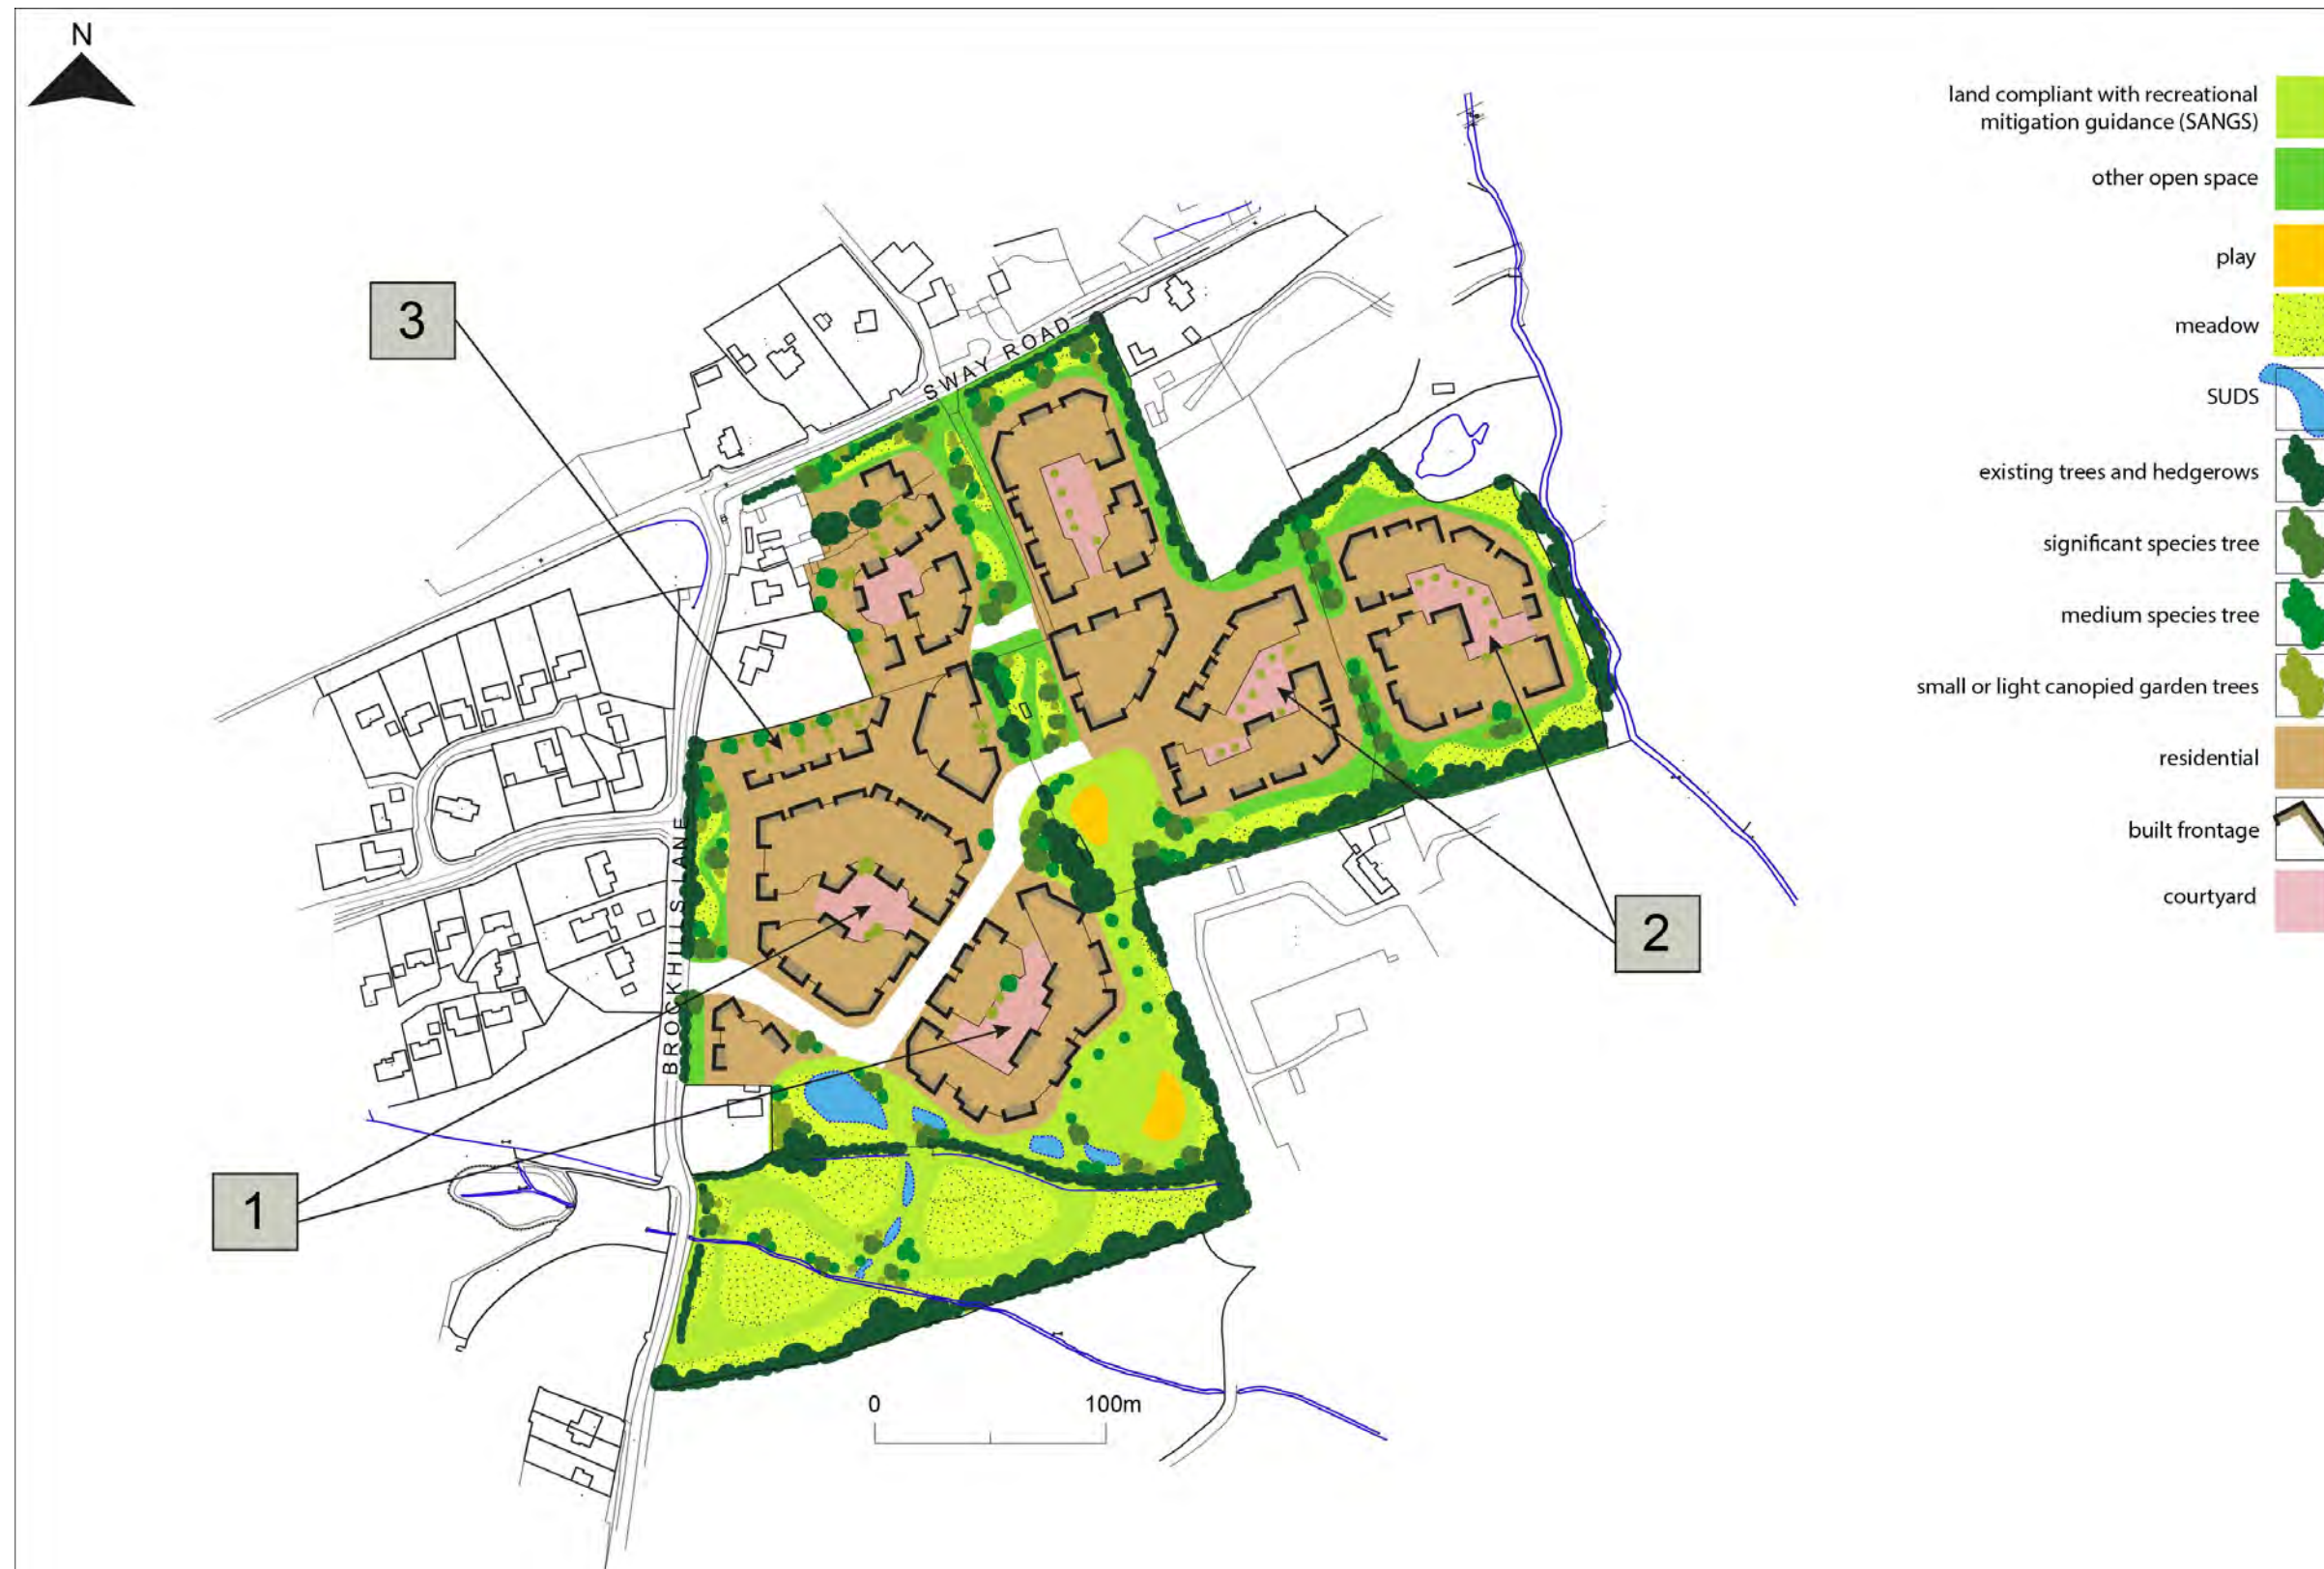 N
land compliant with recreational
mitigation guidance (SANGS)
other open space
play
meadow
SUDS
existing trees and hedgerows
significant species tree
medium species tree
small or light canopied garden trees
residential
built frontage
courtyard
3
SWAY ROAD
BROCKHILLS LANE
2
1
0 100m